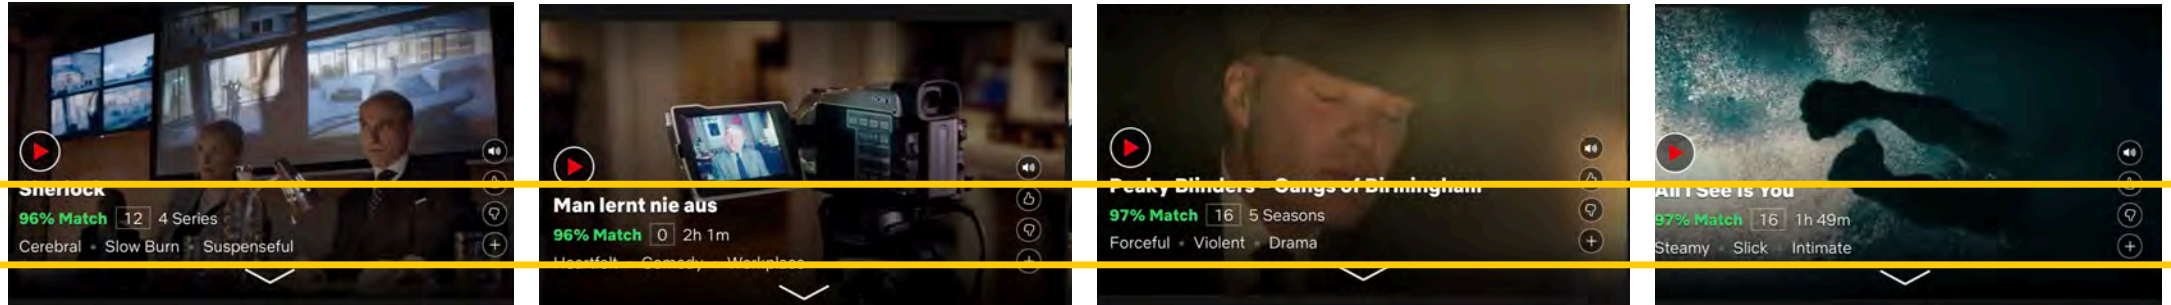 Sherlock
96% Match 12 4 Series
Cerebral • Slow Burn • Suspenseful
SONY
Man lernt nie aus
96% Match 0 2h 1m
Heartfelt • Comedy • Workplace
Peaky Blinders - Gangs of Birmingham
97% Match 16 5 Seasons
Forceful • Violent • Drama
All I See Is You
97% Match 16 1h 49m
Steamy • Slick • Intimate